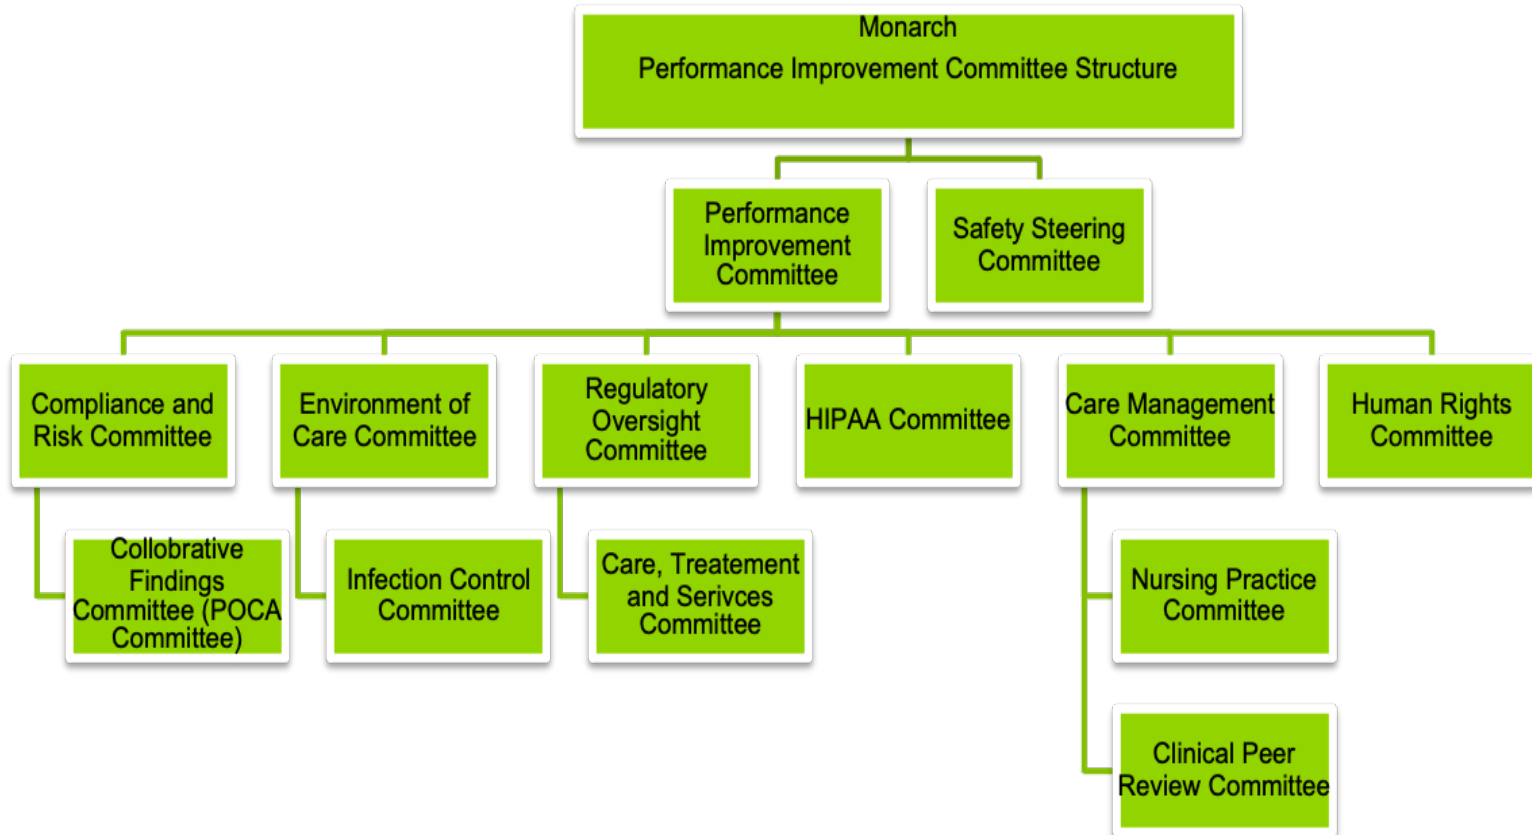 Monarch
Performance Improvement Committee Structure
Performance
Improvement
Committee
Safety Steering
Committee
Compliance and
Risk Committee
Environment of
Care Committee
Regulatory
Oversight
Committee
HIPAA Committee
Care Management
Committee
Human Rights
Committee
Collobrative
Findings
Committee (POCA
Committee)
Infection Control
Committee
Care, Treatement
and Serivces
Committee
Nursing Practice
Committee
Clinical Peer
Review Committee